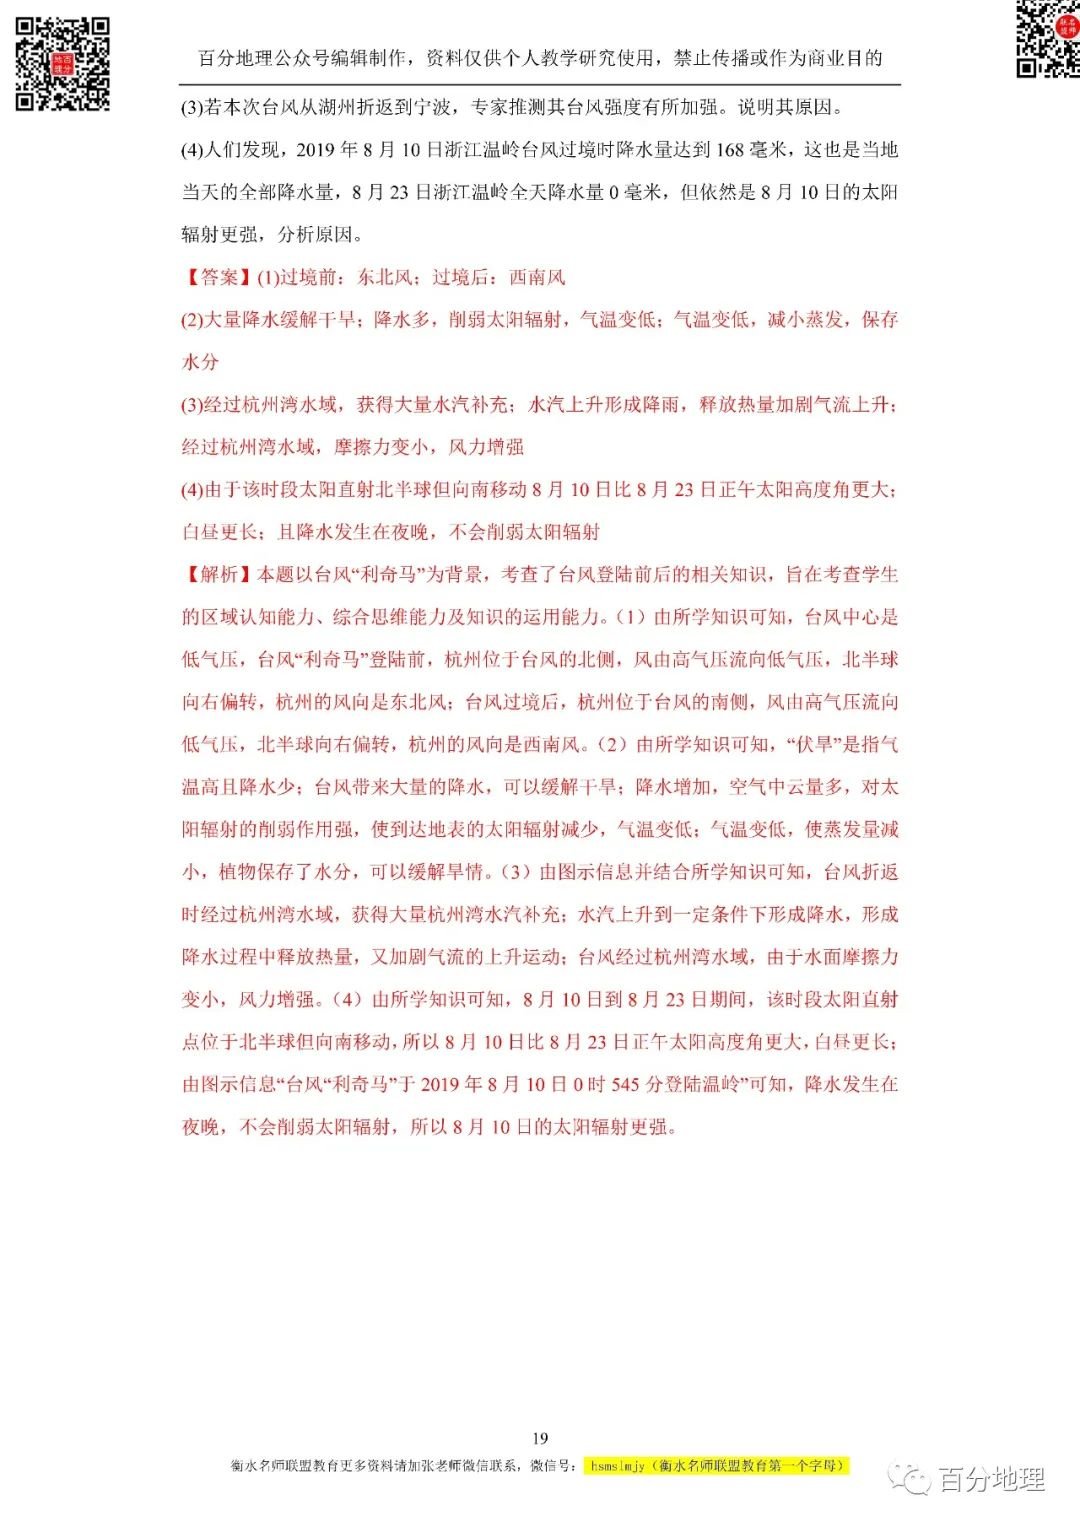 百分地理公众号编辑制作，资料仅供个人教学研究使用，禁止传播或作为商业目的
(3)若本次台风从湖州折返到宁波，专家推测其台风强度有所加强。说明其原因。
(4)人们发现，2019 年 8 月 10 日浙江温岭台风过境时降水量达到 168 毫米，这也是当地
当天的全部降水量，8 月 23 日浙江温岭全天降水量 0 毫米，但依然是 8 月 10 日的太阳
辐射更强，分析原因。
【答案】(1)过境前：东北风；过境后：西南风
(2)大量降水缓解干旱；降水多，削弱太阳辐射，气温变低；气温变低，减小蒸发，保存
水分
(3)经过杭州湾水域，获得大量水汽补充；水汽上升形成降雨，释放热量加剧气流上升；
经过杭州湾水域，摩擦力变小，风力增强
(4)由于该时段太阳直射北半球但向南移动 8 月 10 日比 8 月 23 日正午太阳高度角更大；
白昼更长；且降水发生在夜晚，不会削弱太阳辐射
【解析】本题以台风“利奇马”为背景，考查了台风登陆前后的相关知识，旨在考查学生
的区域认知能力、综合思维能力及知识的运用能力。（1）由所学知识可知，台风中心是
低气压，台风“利奇马”登陆前，杭州位于台风的北侧，风由高气压流向低气压，北半球
向右偏转，杭州的风向是东北风；台风过境后，杭州位于台风的南侧，风由高气压流向
低气压，北半球向右偏转，杭州的风向是西南风。（2）由所学知识可知，“伏旱”是指气
温高且降水少；台风带来大量的降水，可以缓解干旱；降水增加，空气中云量多，对太
阳辐射的削弱作用强，使到达地表的太阳辐射减少，气温变低；气温变低，使蒸发量减
小，植物保存了水分，可以缓解旱情。（3）由图示信息并结合所学知识可知，台风折返
时经过杭州湾水域，获得大量杭州湾水汽补充；水汽上升到一定条件下形成降水，形成
降水过程中释放热量，又加剧气流的上升运动；台风经过杭州湾水域，由于水面摩擦力
变小，风力增强。（4）由所学知识可知，8 月 10 日到 8 月 23 日期间，该时段太阳直射
点位于北半球但向南移动，所以 8 月 10 日比 8 月 23 日正午太阳高度角更大，白昼更长；
由图示信息“台风“利奇马”于 2019 年 8 月 10 日 0 时 545 分登陆温岭”可知，降水发生在
夜晚，不会削弱太阳辐射，所以 8 月 10 日的太阳辐射更强。
19
衡水名师联盟教育更多资料请加张老师微信联系，微信号： hsmslmjy（衡水名师联盟教育第一个字母）
百分地理